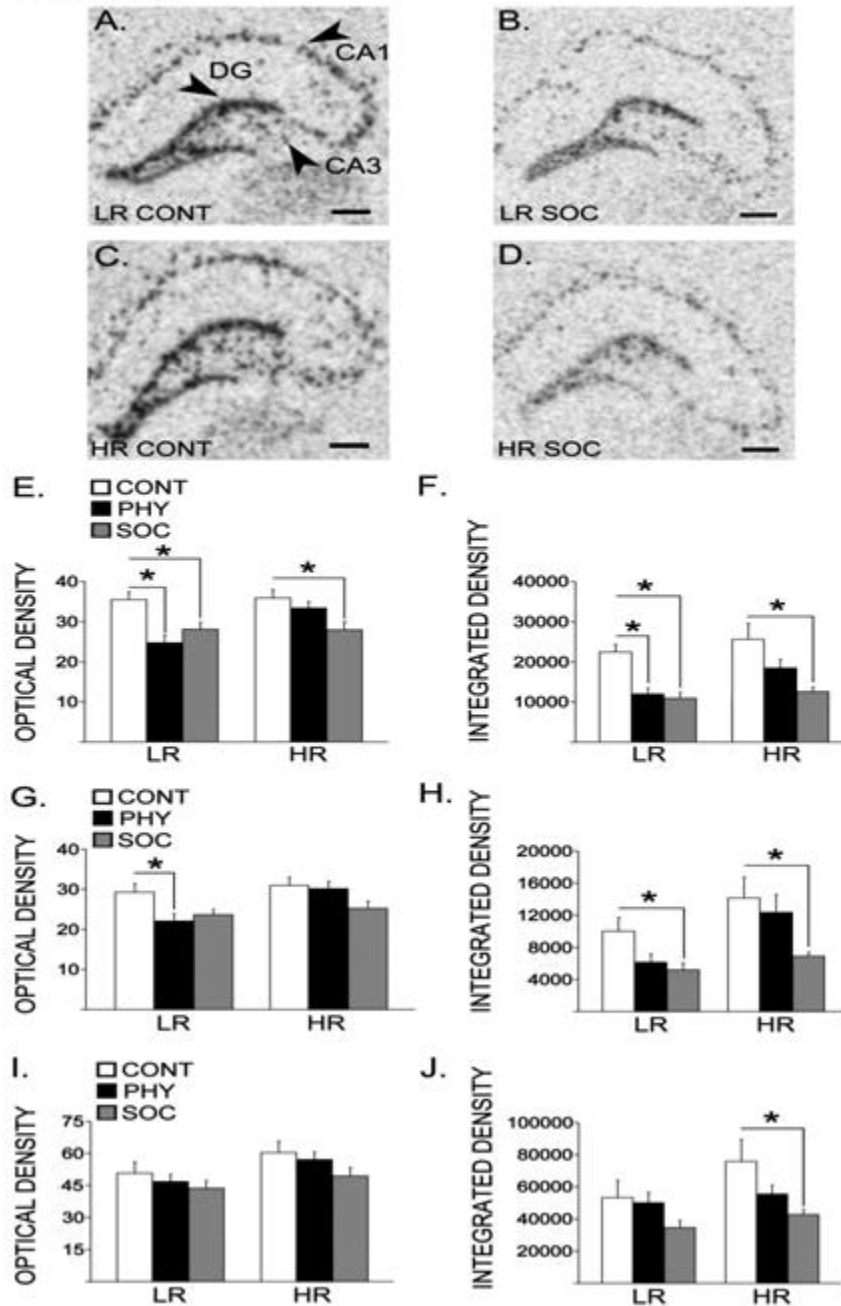 A.
CA1
DG
CA3
LR CONT
B.
LR SOC
C.
HR CONT
D.
HR SOC
E.
CONT
PHY
SOC
OPTICAL DENSITY
40
30
20
10
* * *
LR HR
F.
INTEGRATED DENSITY
40000
30000
20000
10000
* * *
LR HR
G.
CONT
PHY
SOC
OPTICAL DENSITY
40
30
20
10
*
LR HR
H.
INTEGRATED DENSITY
20000
16000
12000
8000
4000
* *
LR HR
I.
CONT
PHY
SOC
OPTICAL DENSITY
75
60
45
30
15
LR HR
J.
INTEGRATED DENSITY
100000
80000
60000
40000
20000
*
LR HR